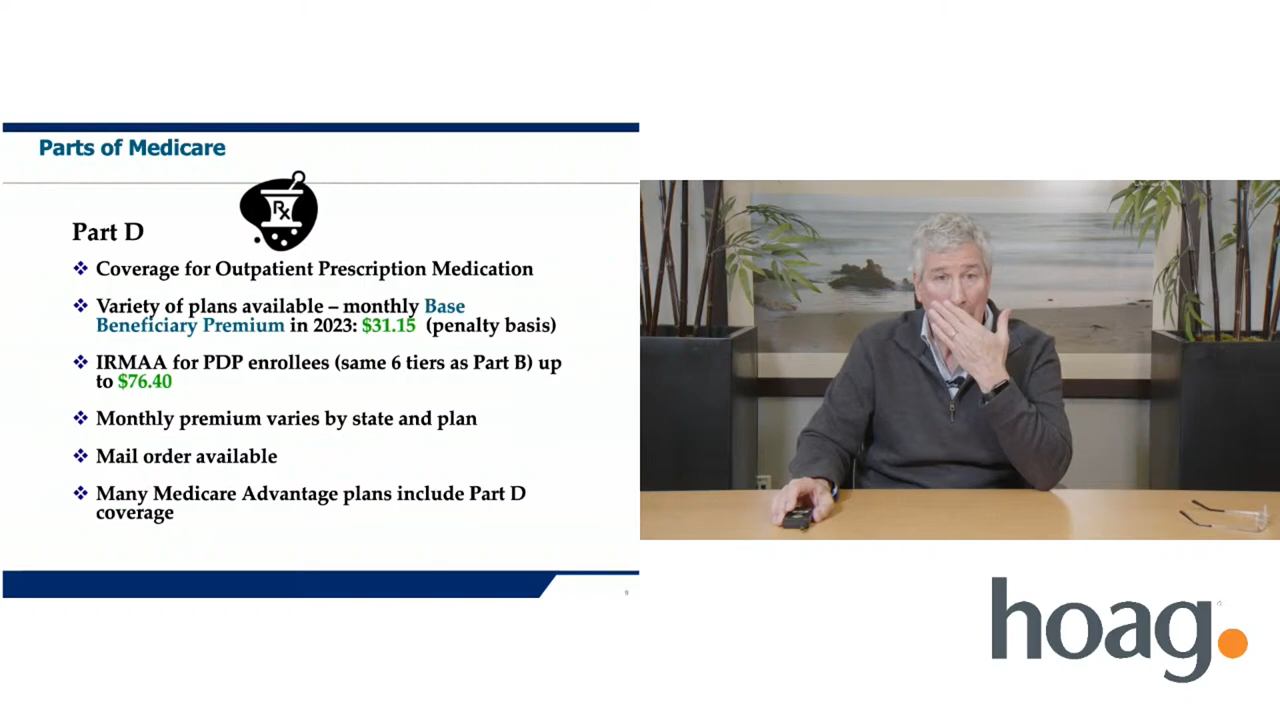 Parts of Medicare
Rx
Part D
❖ Coverage for Outpatient Prescription Medication
❖ Variety of plans available – monthly Base
Beneficiary Premium in 2023: $31.15 (penalty basis)
❖ IRMAA for PDP enrollees (same 6 tiers as Part B) up
to $76.40
❖ Monthly premium varies by state and plan
❖ Mail order available
❖ Many Medicare Advantage plans include Part D
coverage
hoag.